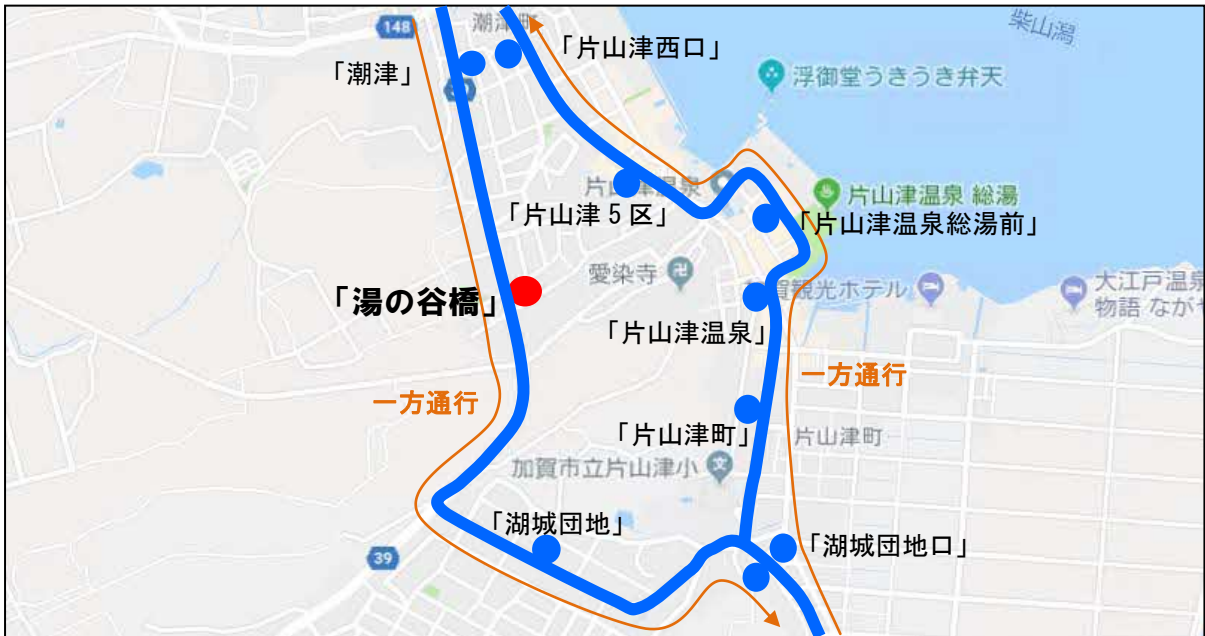 148
潮津町
柴山潟
「片山津西口」
「潮津」
浮御堂うきうき弁天
片山津温泉
片山津温泉 総湯
「片山津5区」
「片山津温泉総湯前」
愛染寺
「湯の谷橋」
賀観光ホテル
大江戸温泉
物語 ながや
「片山津温泉」
一方通行
一方通行
「片山津町」
片山津町
加賀市立片山津小
「湖城団地」
「湖城団地口」
39